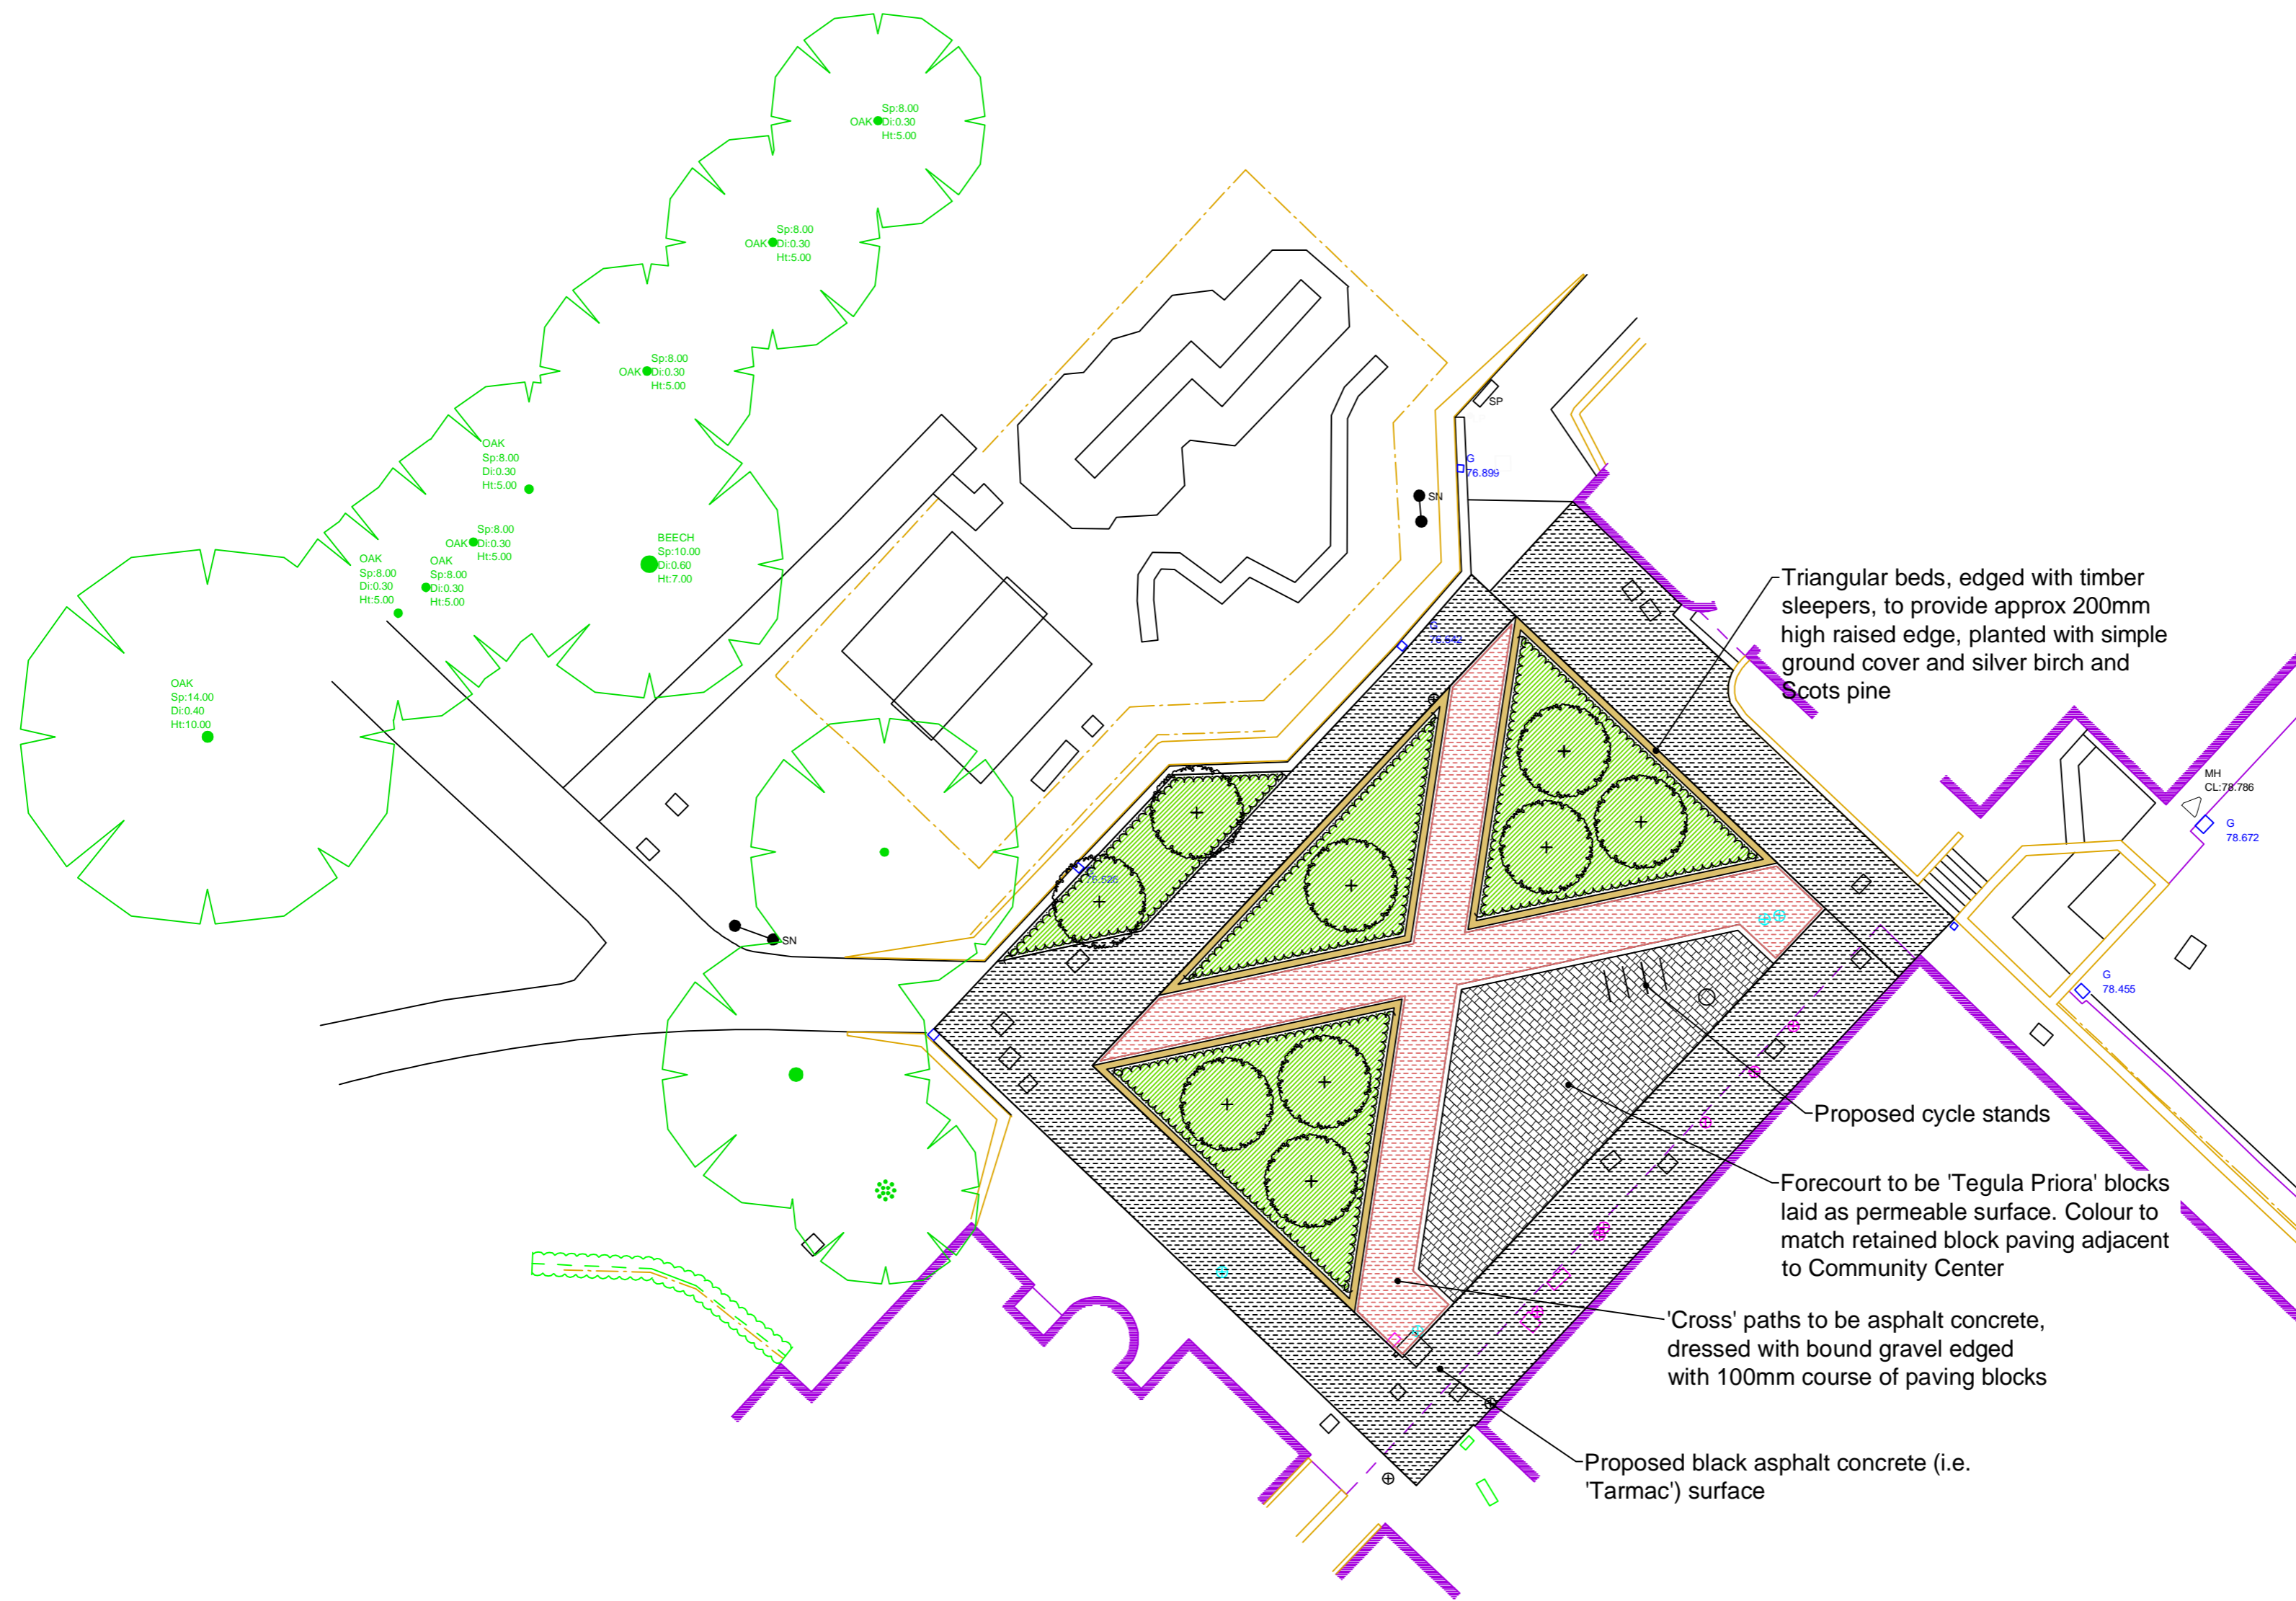 Sp:8.00
OAK Di:0.30
Ht:5.00
Sp:8.00
OAK Di:0.30
Ht:5.00
Sp:8.00
OAK Di:0.30
Ht:5.00
SP
OAK
Sp:8.00
Di:0.30
Ht:5.00
G
76.899
SN
Sp:8.00
OAK Di:0.30
Ht:5.00
BEECH
Sp:10.00
Di:0.60
Ht:7.00
OAK
Sp:8.00
Di:0.30
Ht:5.00
OAK
Sp:8.00
Di:0.30
Ht:5.00
Triangular beds, edged with timber
sleepers, to provide approx 200mm
high raised edge, planted with simple
ground cover and silver birch and
Scots pine
G
OAK
Sp:14.00
Di:0.40
Ht:10.00
MH
CL:78.786
G
78.672
G
SN
G
78.455
Proposed cycle stands
Forecourt to be 'Tegula Priora' blocks
laid as permeable surface. Colour to
match retained block paving adjacent
to Community Center
'Cross' paths to be asphalt concrete,
dressed with bound gravel edged
with 100mm course of paving blocks
Proposed black asphalt concrete (i.e.
'Tarmac') surface